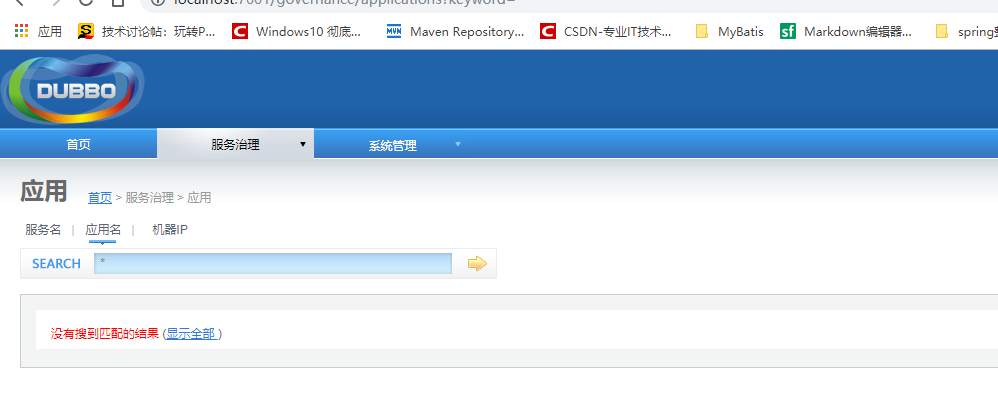 localhost:7001/governance/applications?keyword=
应用 技术讨论帖：玩转P... Windows10 彻底... MVN Maven Repository... CSDN-专业IT技术... MyBatis sf Markdown编辑器...
DUBBO
首页 服务治理 系统管理
应用 首页 > 服务治理 > 应用
服务名 | 应用名 | 机器IP
SEARCH *
没有搜到匹配的结果 (显示全部 )